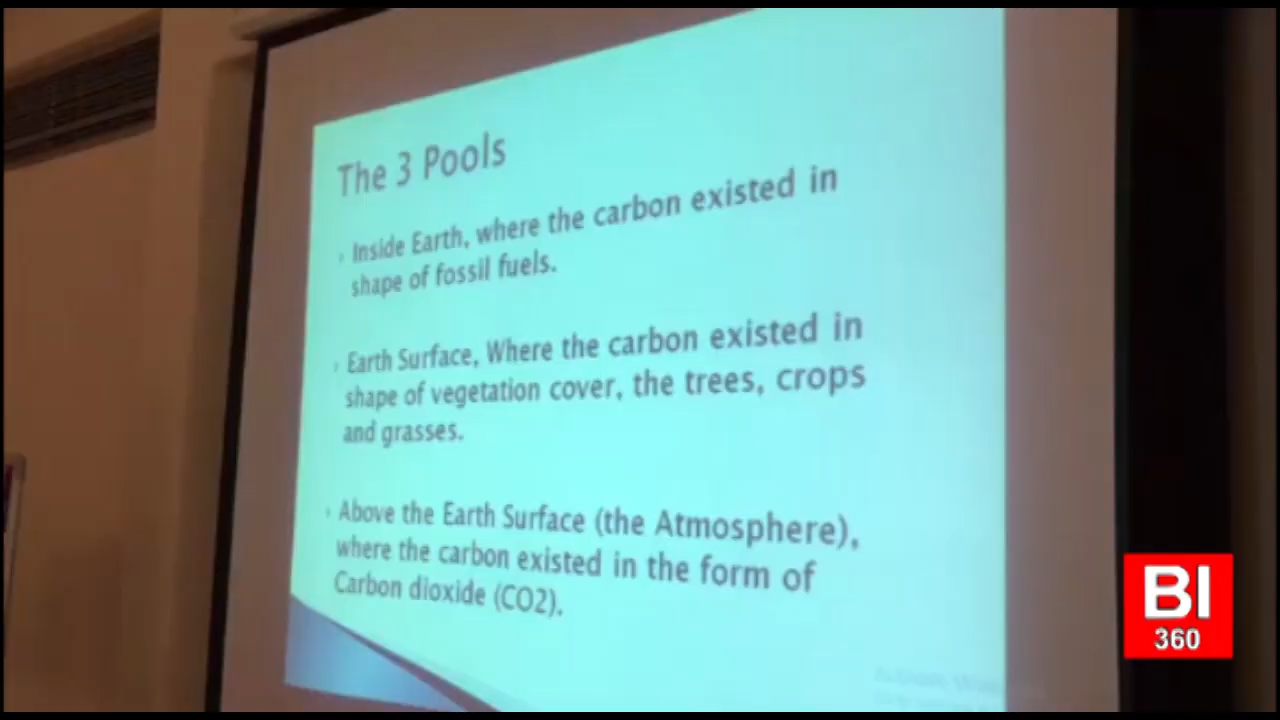 The 3 Pools
Inside Earth, where the carbon existed in
shape of fossil fuels.
Earth Surface, Where the carbon existed in
shape of vegetation cover, the trees, crops
and grasses.
Above the Earth Surface (the Atmosphere),
where the carbon existed in the form of
Carbon dioxide (CO2).
BI
360